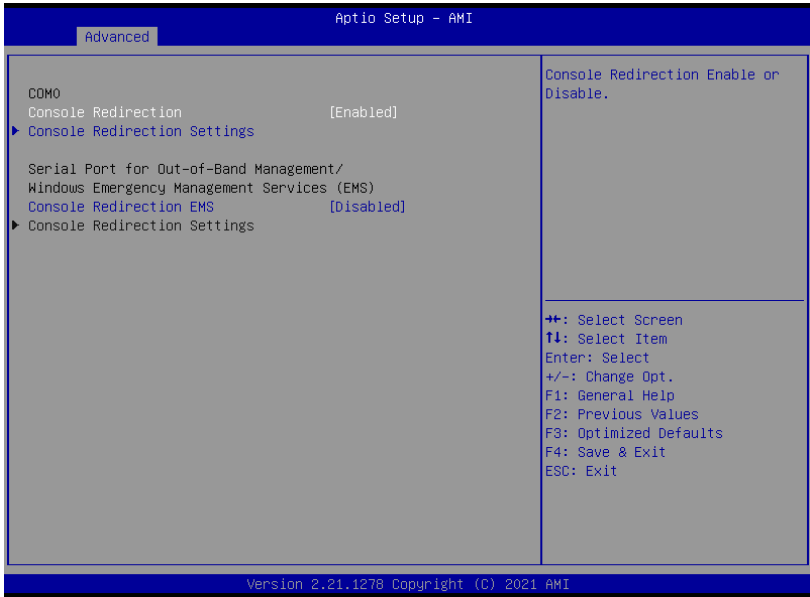 Aptio Setup – AMI
Advanced
COM0
Console Redirection [Enabled]
Console Redirection Settings
Serial Port for Out-of-Band Management/
Windows Emergency Management Services (EMS)
Console Redirection EMS [Disabled]
Console Redirection Settings
Console Redirection Enable or
Disable.
→←: Select Screen
↑↓: Select Item
Enter: Select
+/-: Change Opt.
F1: General Help
F2: Previous Values
F3: Optimized Defaults
F4: Save & Exit
ESC: Exit
Version 2.21.1278 Copyright (C) 2021 AMI